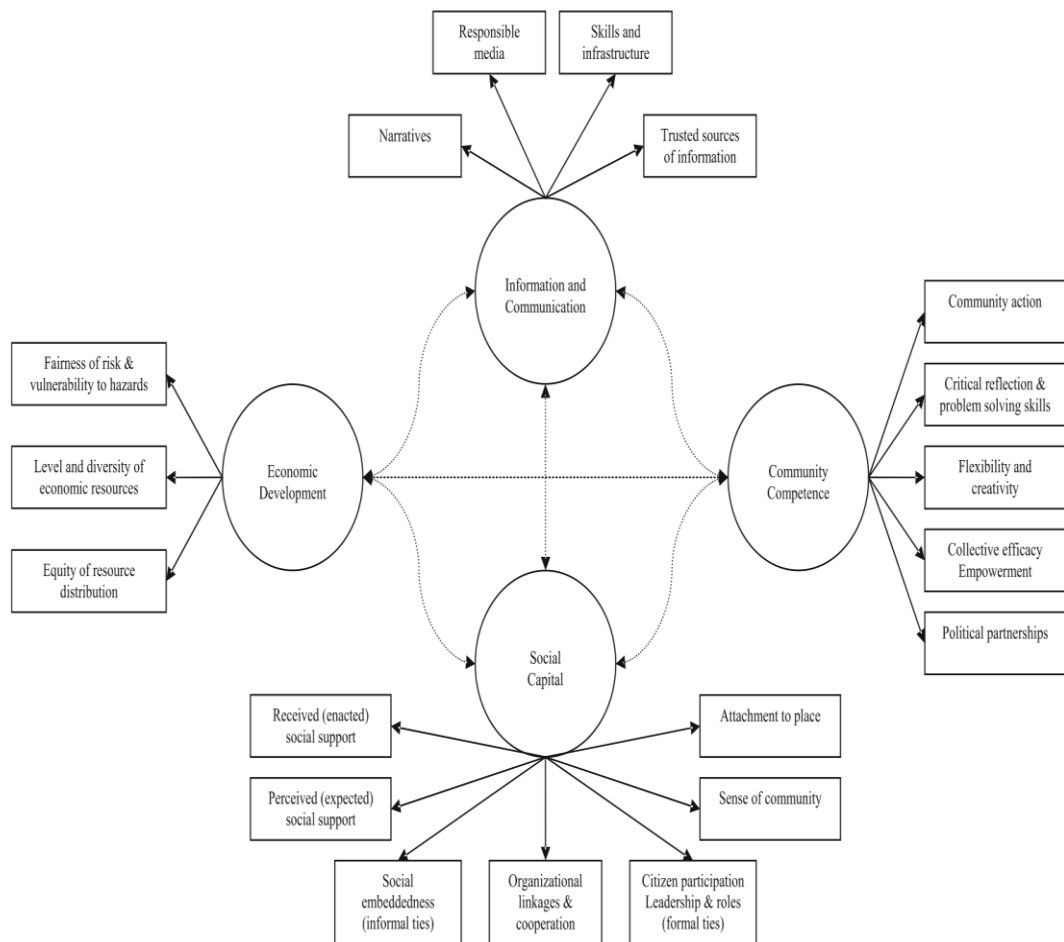 Responsible
media
Skills and
infrastructure
Narratives
Trusted sources
of information
Information and
Communication
Community action
Fairness of risk &
vulnerability to hazards
Critical reflection &
problem solving skills
Level and diversity of
economic resources
Economic
Development
Community
Competence
Flexibility and
creativity
Equity of resource
distribution
Collective efficacy
Empowerment
Political partnerships
Social
Capital
Received (enacted)
social support
Attachment to place
Perceived (expected)
social support
Sense of community
Social
embeddedness
(informal ties)
Organizational
linkages &
cooperation
Citizen participation
Leadership & roles
(formal ties)